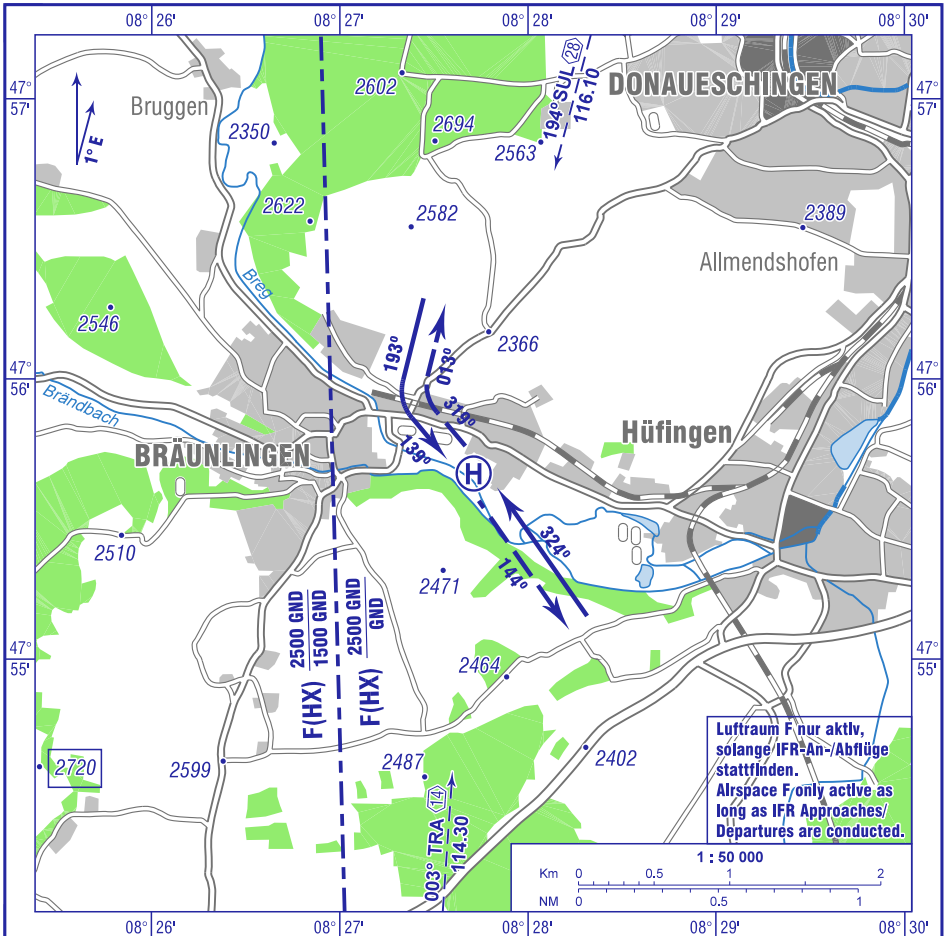 08° 26'
08° 27'
08° 28'
08° 29'
08° 30'
47°
57'
47°
57'
1° E
Bruggen
2602
194° SUL 28
116.10
DONAUESCHINGEN
2350
2694
2563
2622
2582
2389
Allmendshofen
Breg
2546
193°
013°
2366
47°
56'
47°
56'
Brändbach
319°
139°
BRÄUNLINGEN
Hüfingen
H
2510
324°
144°
2471
2500 GND
1500 GND
F(HX)
2500 GND
GND
F(HX)
47°
55'
47°
55'
2464
2720
2599
2487
2402
003° TRA 14
114.30
Luftraum F nur aktiv,
solange IFR-An-/Abflüge
stattfinden.
Airspace F only active as
long as IFR Approaches/
Departures are conducted.
1 : 50 000
Km 0 0.5 1 2
NM 0 0.5 1
08° 26'
08° 27'
08° 28'
08° 29'
08° 30'